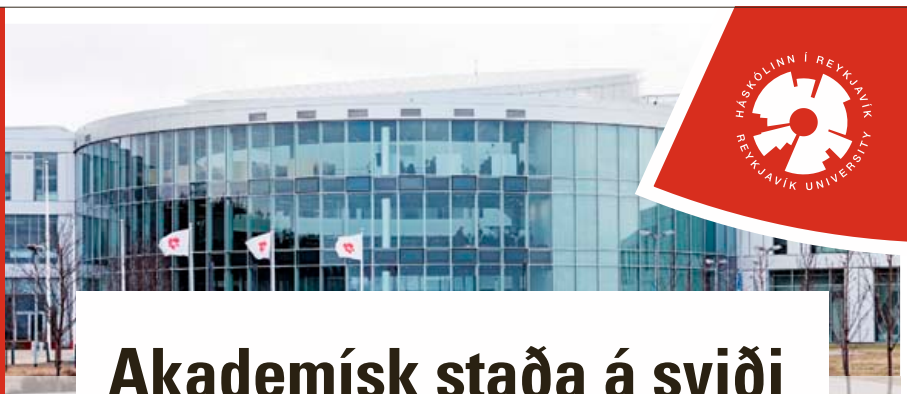 HÁSKÓLINN Í REYKJAVÍK
REYKJAVÍK UNIVERSITY
Akademísk staða á sviði